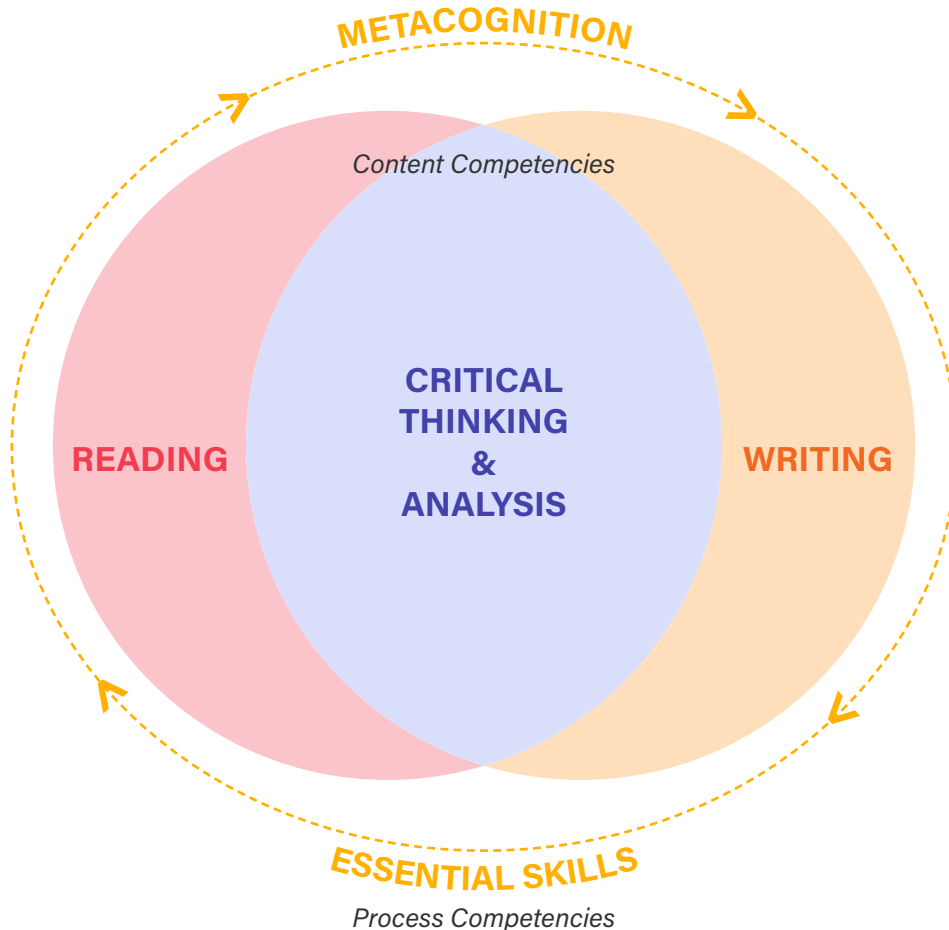 METACOGNITION
Content Competencies
CRITICAL
THINKING
&
ANALYSIS
READING
WRITING
ESSENTIAL SKILLS
Process Competencies